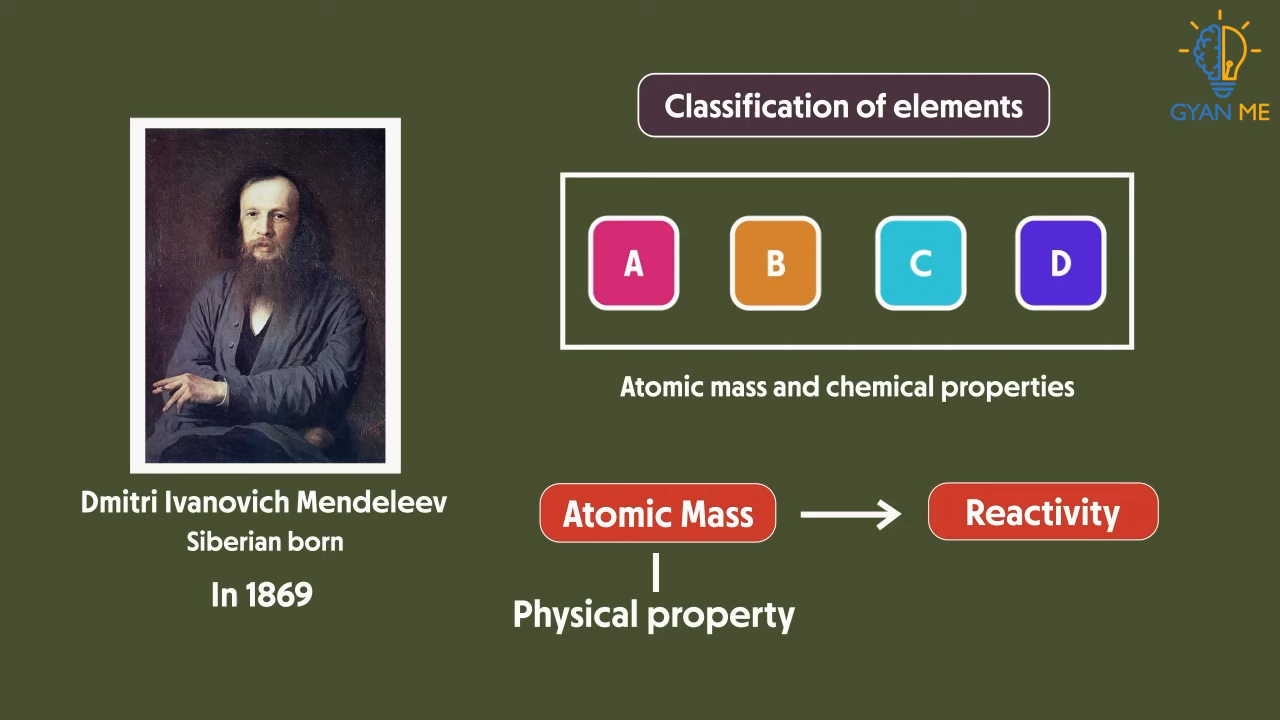 GYAN ME
Classification of elements
A B C D
Atomic mass and chemical properties
Dmitri Ivanovich Mendeleev
Siberian born
In 1869
Atomic Mass
Reactivity
Physical property